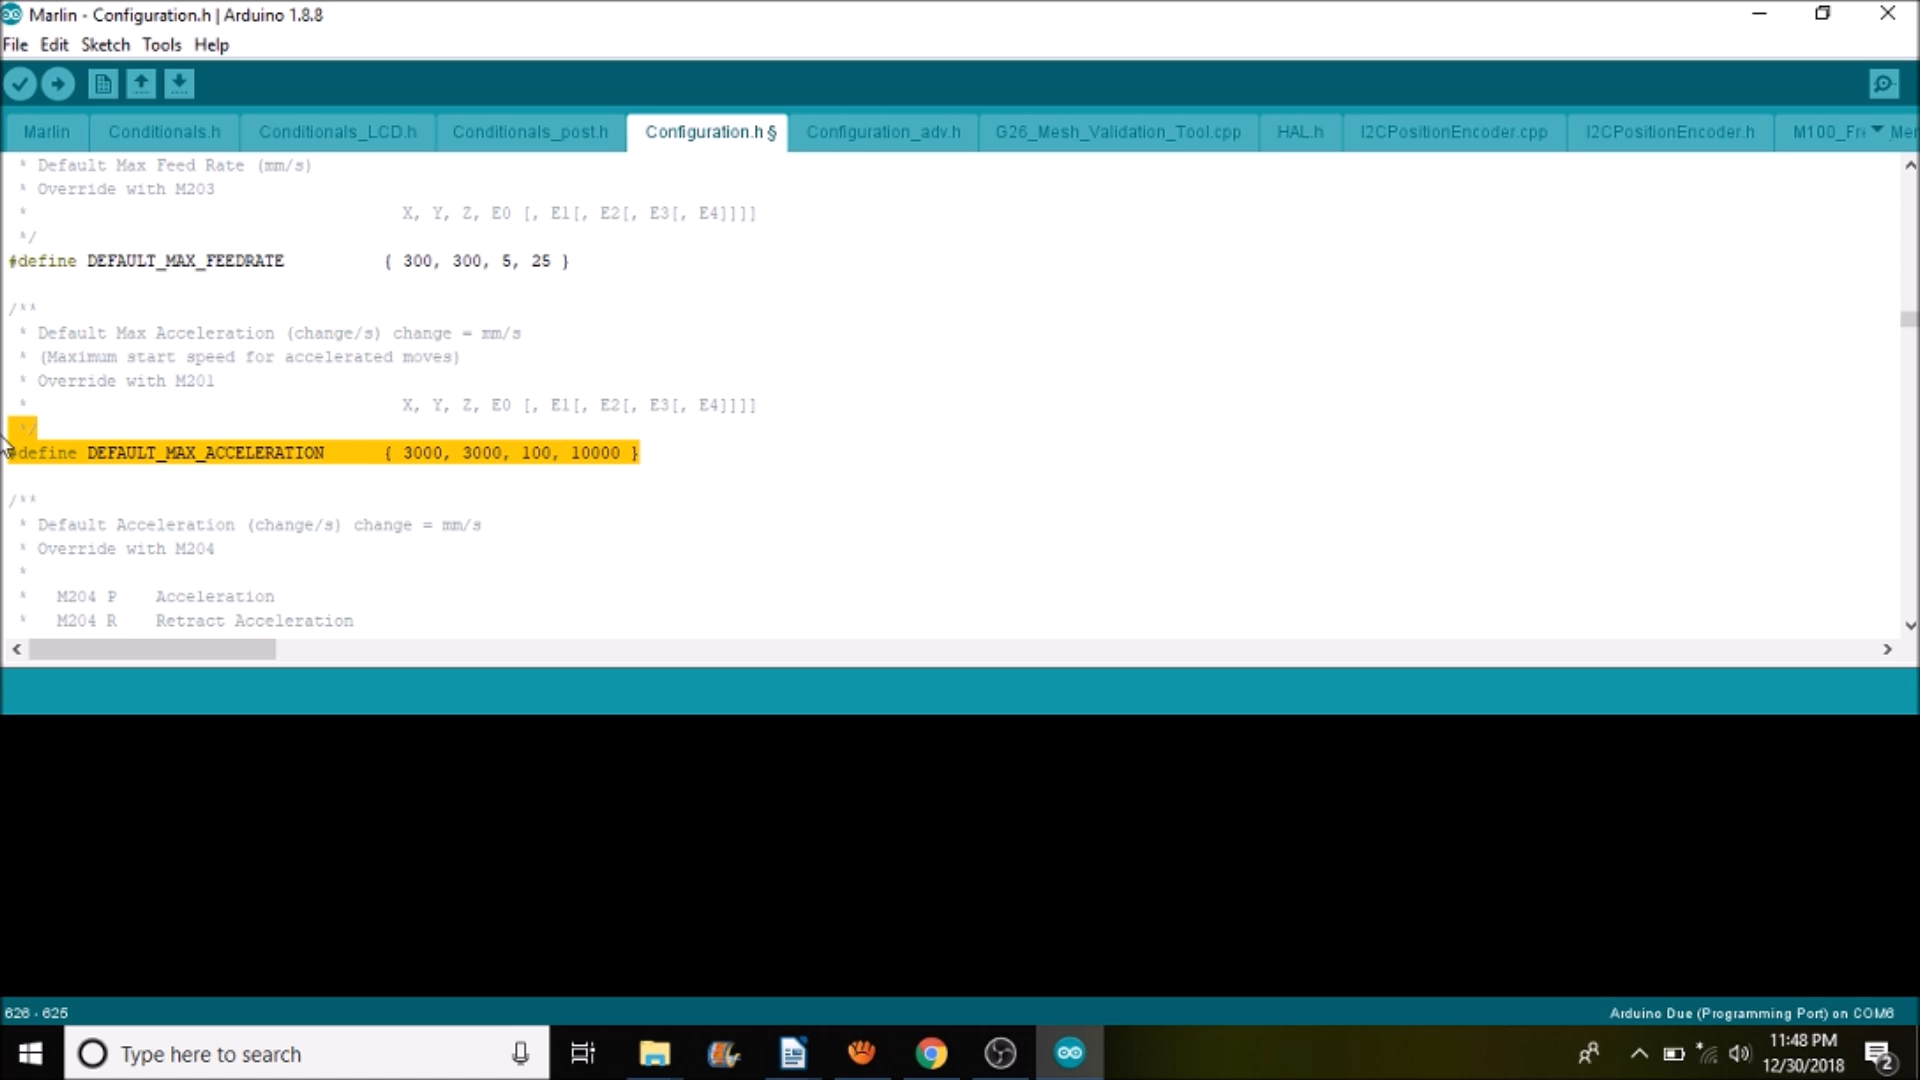 Marlin - Configuration.h | Arduino 1.8.8
File Edit Sketch Tools Help
Marlin Conditionals.h Conditionals_LCD.h Conditionals_post.h Configuration.h § Configuration_adv.h G26_Mesh_Validation_Tool.cpp HAL.h I2CPositionEncoder.cpp I2CPositionEncoder.h M100_Fr Mer
* Default Max Feed Rate (mm/s)
* Override with M203
* X, Y, Z, E0 [, E1[, E2[, E3[, E4]]]]
*/
#define DEFAULT_MAX_FEEDRATE { 300, 300, 5, 25 }
/**
* Default Max Acceleration (change/s) change = mm/s
* (Maximum start speed for accelerated moves)
* Override with M201
* X, Y, Z, E0 [, E1[, E2[, E3[, E4]]]]
*/
#define DEFAULT_MAX_ACCELERATION { 3000, 3000, 100, 10000 }
/**
* Default Acceleration (change/s) change = mm/s
* Override with M204
*
* M204 P Acceleration
* M204 R Retract Acceleration
626 - 625
Arduino Due (Programming Port) on COM6
Type here to search
11:48 PM
12/30/2018
2